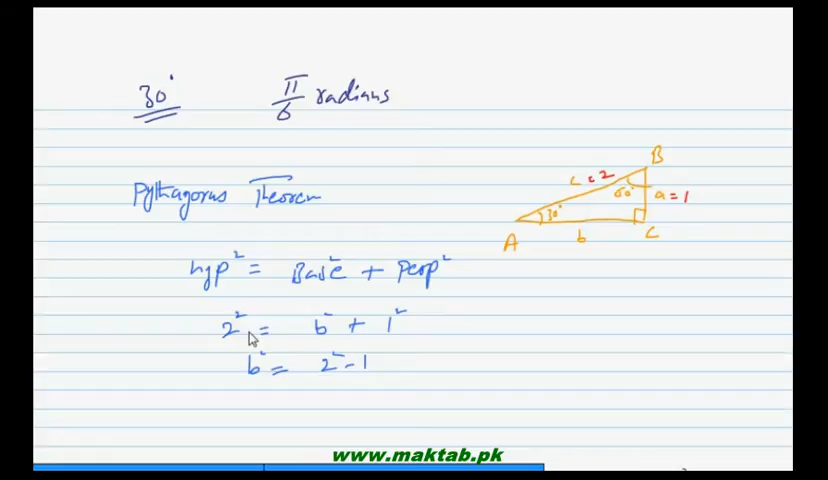 30° π/6 radians
Pythagorus Theorem
hyp² = Base² + Perp²
2² = b² + 1²
b² = 2² - 1
B
c = 2
60°
a = 1
30°
A
b
C
www.maktab.pk